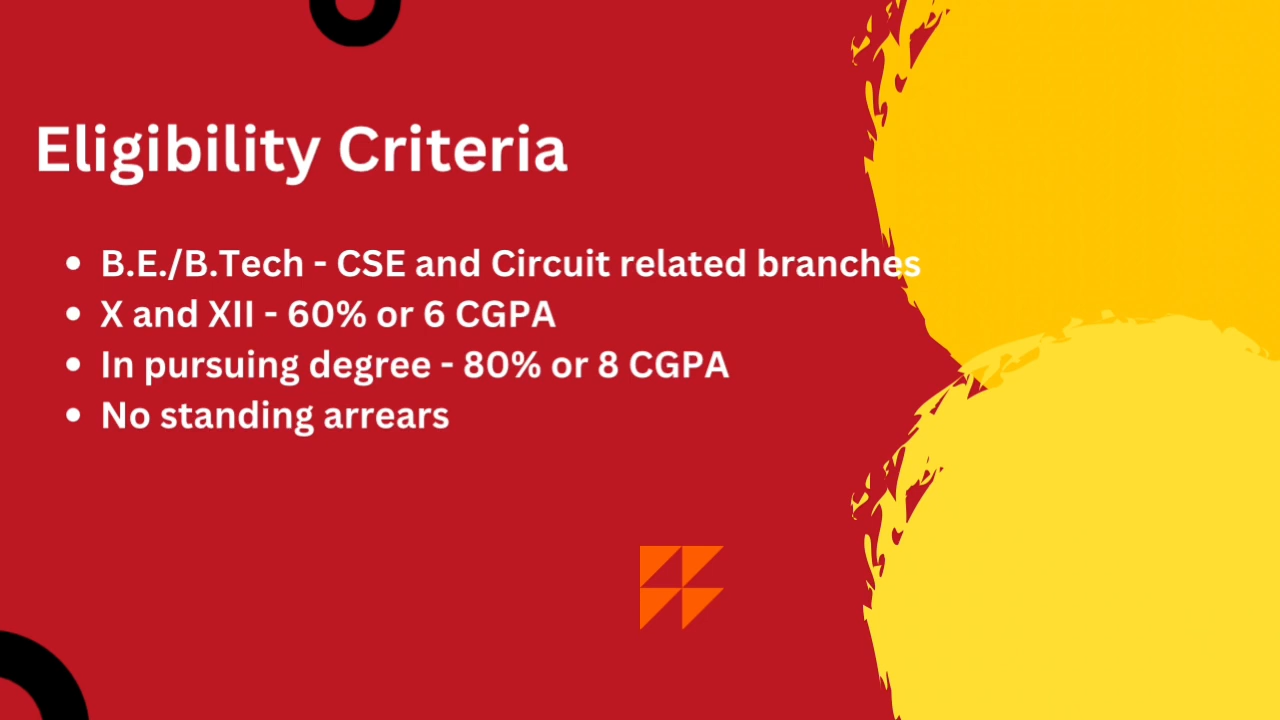 Eligibility Criteria
• B.E./B.Tech - CSE and Circuit related branches
• X and XII - 60% or 6 CGPA
• In pursuing degree - 80% or 8 CGPA
• No standing arrears